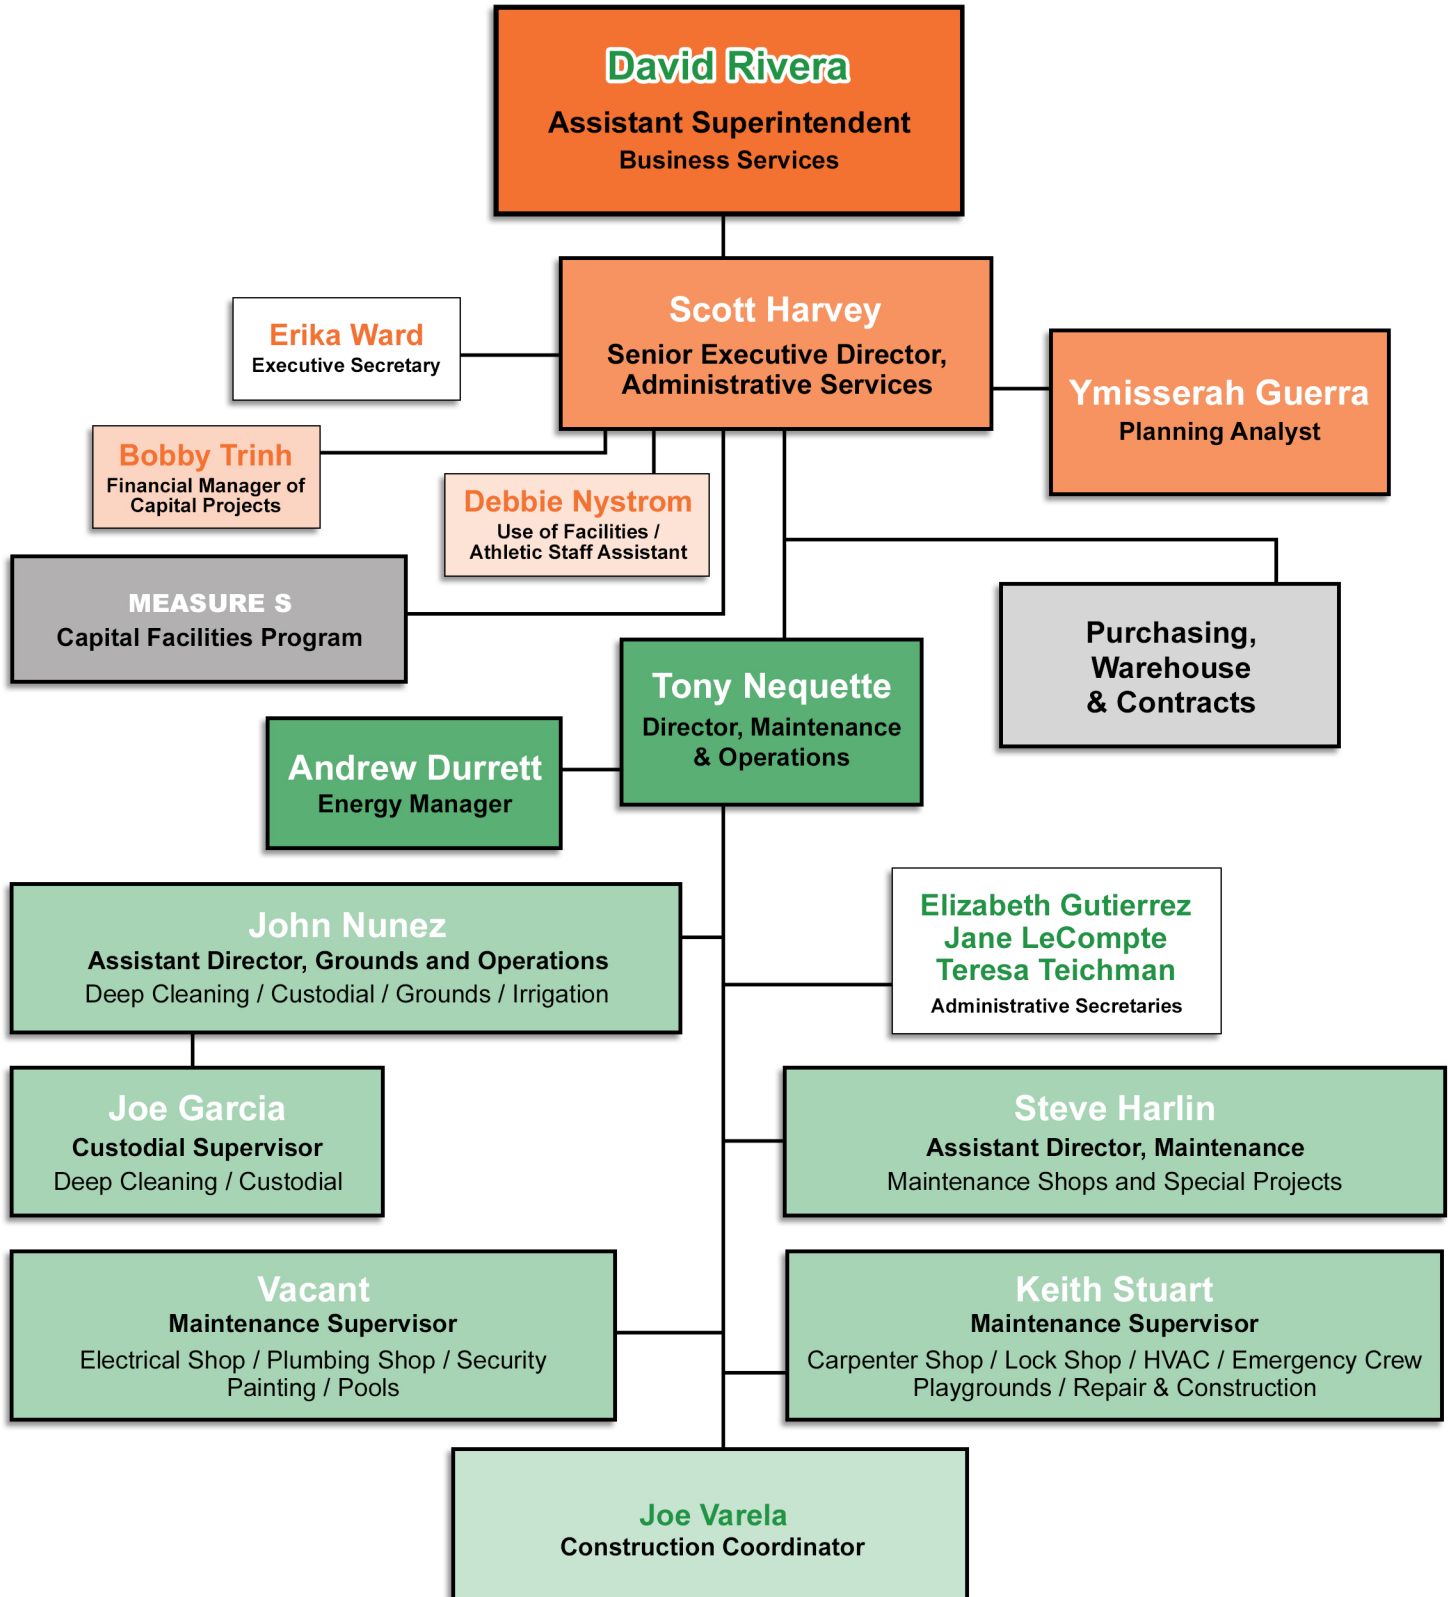 David Rivera
Assistant Superintendent
Business Services
Scott Harvey
Senior Executive Director,
Administrative Services
Erika Ward
Executive Secretary
Ymisserah Guerra
Planning Analyst
Bobby Trinh
Financial Manager of
Capital Projects
Debbie Nystrom
Use of Facilities /
Athletic Staff Assistant
MEASURE S
Capital Facilities Program
Purchasing,
Warehouse
& Contracts
Tony Nequette
Director, Maintenance
& Operations
Andrew Durrett
Energy Manager
John Nunez
Assistant Director, Grounds and Operations
Deep Cleaning / Custodial / Grounds / Irrigation
Elizabeth Gutierrez
Jane LeCompte
Teresa Teichman
Administrative Secretaries
Joe Garcia
Custodial Supervisor
Deep Cleaning / Custodial
Steve Harlin
Assistant Director, Maintenance
Maintenance Shops and Special Projects
Vacant
Maintenance Supervisor
Electrical Shop / Plumbing Shop / Security
Painting / Pools
Keith Stuart
Maintenance Supervisor
Carpenter Shop / Lock Shop / HVAC / Emergency Crew
Playgrounds / Repair & Construction
Joe Varela
Construction Coordinator